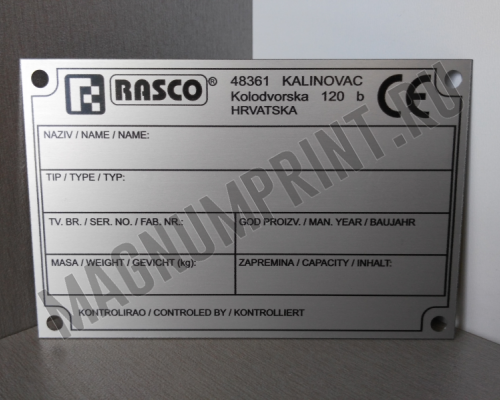 RASCO® 48361 KALINOVAC
Kolodvorska 120 b
HRVATSKA
CE
NAZIV / NAME / NAME:
TIP / TYPE / TYP:
TV. BR. / SER. NO. / FAB. NR.: GOD PROIZV. / MAN. YEAR / BAUJAHR
MASA / WEIGHT / GEVICHT (kg): ZAPREMINA / CAPACITY / INHALT:
KONTROLIRAO / CONTROLED BY / KONTROLLIERT
MAGNUMPRINT.RU